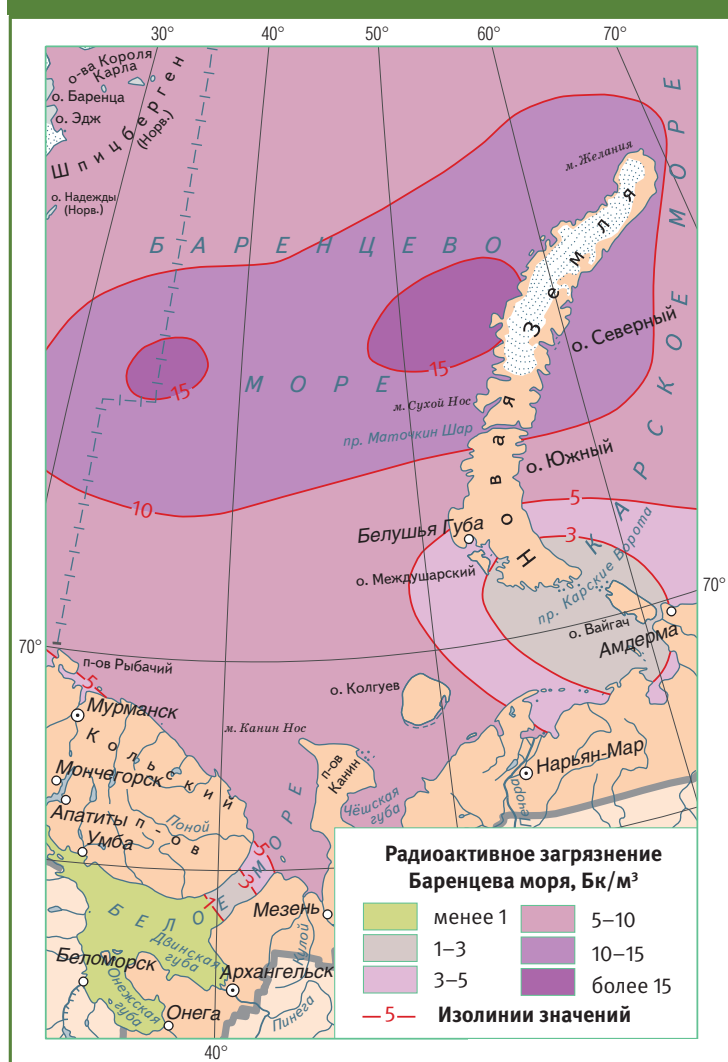 30°
40°
50°
60°
70°
о-ва Короля
Карла
о. Баренца
о. Эдж
Шпицберген
(Норв.)
о. Надежды
(Норв.)
м. Желания
БАРЕНЦЕВО
МОРЕ
КАРСКОЕ МОРЕ
Новая Земля
о. Северный
15
15
м. Сухой Нос
пр. Маточкин Шар
о. Южный
10
5
3
Белушья Губа
о. Междушарский
пр. Карские Ворота
70°
о. Вайгач
Амдерма
70°
п-ов Рыбачий
5
Мурманск
о. Колгуев
м. Канин Нос
Кольский
п-ов
п-ов
Канин
Нарьян-Мар
Мончегорск
Апатиты
Чёшская
губа
Печора
Поной
Умба
5
3
1
БЕЛОЕ МОРЕ
Мезень
Двинская
губа
Кулой
Беломорск
Архангельск
Онежская
губа
Онега
Пинега
40°
Радиоактивное загрязнение
Баренцева моря, Бк/м³
менее 1
1–3
3–5
5–10
10–15
более 15
5
Изолинии значений